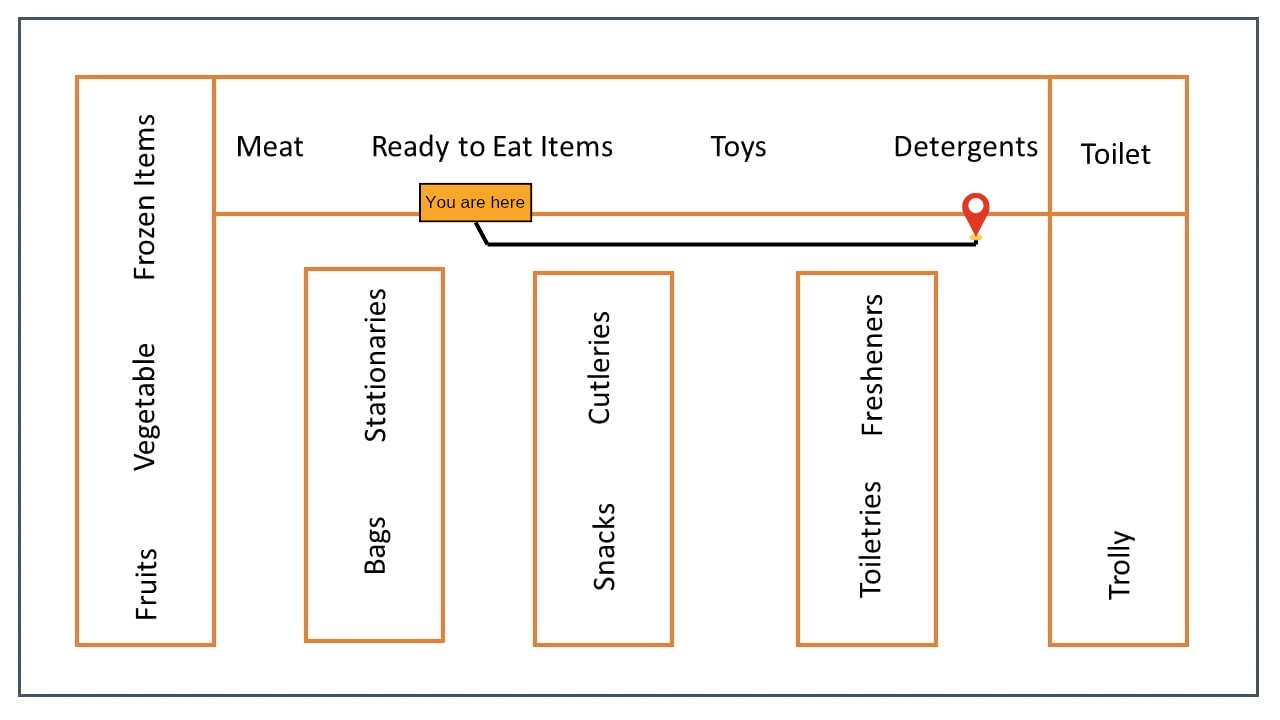 Frozen Items
Vegetable
Fruits
Meat
Ready to Eat Items
Toys
Detergents
Toilet
You are here
Stationaries
Bags
Cutleries
Snacks
Fresheners
Toiletries
Trolly